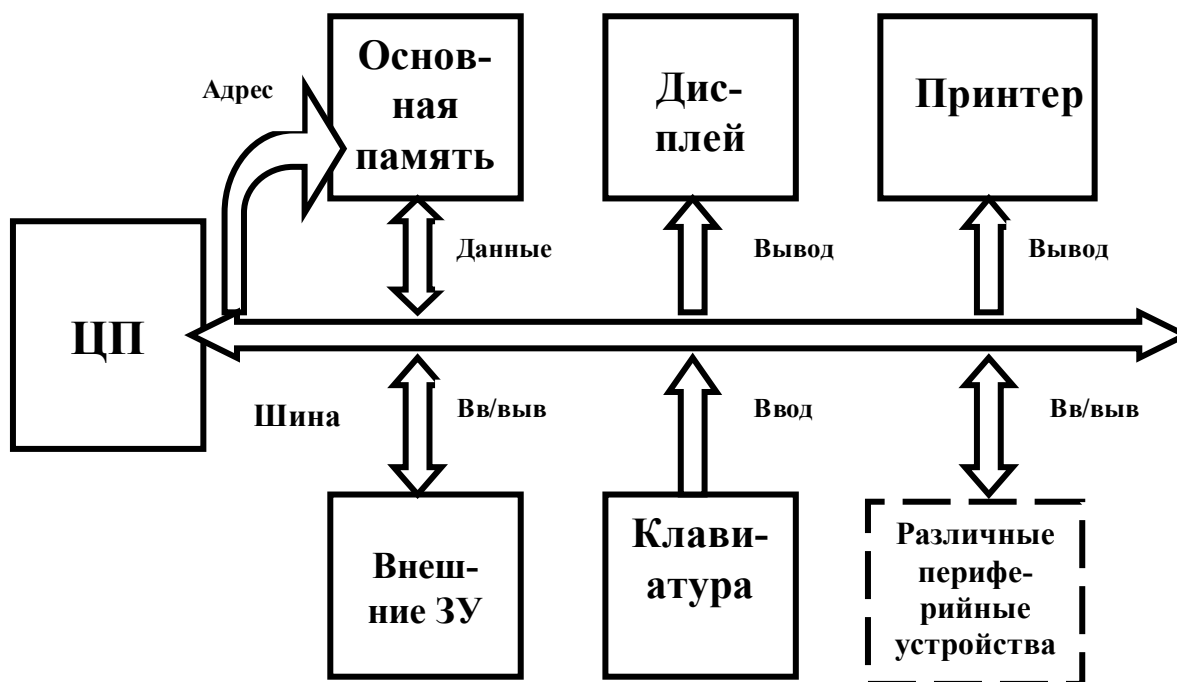 Адрес
Основ-
ная
память
Дис-
плей
Принтер
Данные
Вывод
Вывод
ЦП
Шина
Вв/выв
Ввод
Вв/выв
Внеш-
ние ЗУ
Клави-
атура
Различные
перифе-
рийные
устройства